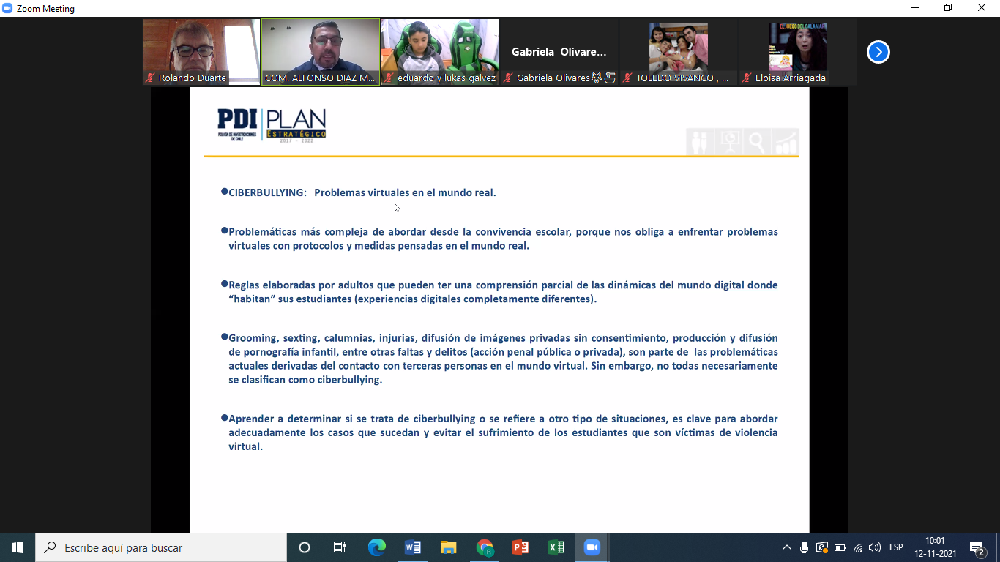 Zoom Meeting
Rolando Duarte
COM. ALFONSO DIAZ M...
eduardo y lukas galvez
Gabriela Olivare...
Gabriela Olivares
TOLEDO VIVANCO , ...
EL JUEGO DEL CALAMAR
Eloisa Arriagada
PDI PLAN
ESTRATÉGICO
POLICÍA DE INVESTIGACIONES
DE CHILE
2017 - 2022
●CIBERBULLYING: Problemas virtuales en el mundo real.
●Problemáticas más compleja de abordar desde la convivencia escolar, porque nos obliga a enfrentar problemas
virtuales con protocolos y medidas pensadas en el mundo real.
●Reglas elaboradas por adultos que pueden ter una comprensión parcial de las dinámicas del mundo digital donde
“habitan” sus estudiantes (experiencias digitales completamente diferentes).
●Grooming, sexting, calumnias, injurias, difusión de imágenes privadas sin consentimiento, producción y difusión
de pornografía infantil, entre otras faltas y delitos (acción penal pública o privada), son parte de las problemáticas
actuales derivadas del contacto con terceras personas en el mundo virtual. Sin embargo, no todas necesariamente
se clasifican como ciberbullying.
●Aprender a determinar si se trata de ciberbullying o se refiere a otro tipo de situaciones, es clave para abordar
adecuadamente los casos que sucedan y evitar el sufrimiento de los estudiantes que son víctimas de violencia
virtual.
Escribe aquí para buscar
ESP
10:01
12-11-2021
2